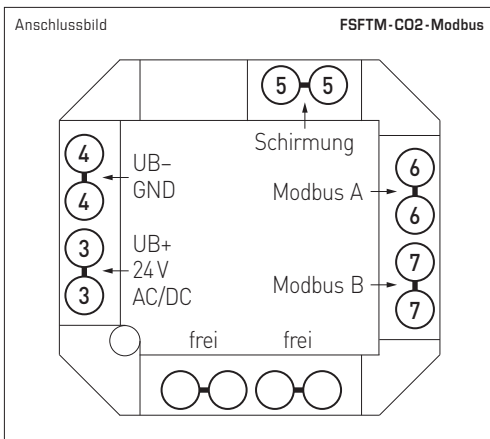 Anschlussbild FSFTM-CO2-Modbus
5 5
Schirmung
4
4
UB–
GND
Modbus A
6
6
3
3
UB+
24 V
AC/DC
Modbus B
7
7
frei frei